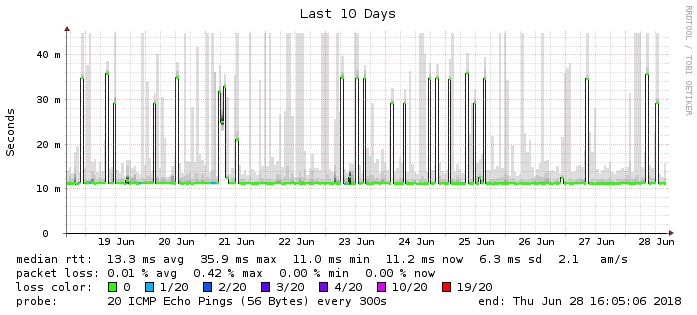 Last 10 Days
RRDTOOL / TOBI OETIKER
Seconds
40 m
30 m
20 m
10 m
0
19 Jun 20 Jun 21 Jun 22 Jun 23 Jun 24 Jun 25 Jun 26 Jun 27 Jun 28 Jun
median rtt: 13.3 ms avg 35.9 ms max 11.0 ms min 11.2 ms now 6.3 ms sd 2.1 am/s
packet loss: 0.01 % avg 0.42 % max 0.00 % min 0.00 % now
loss color: 0 1/20 2/20 3/20 4/20 10/20 19/20
probe: 20 ICMP Echo Pings (56 Bytes) every 300s end: Thu Jun 28 16:05:06 2018